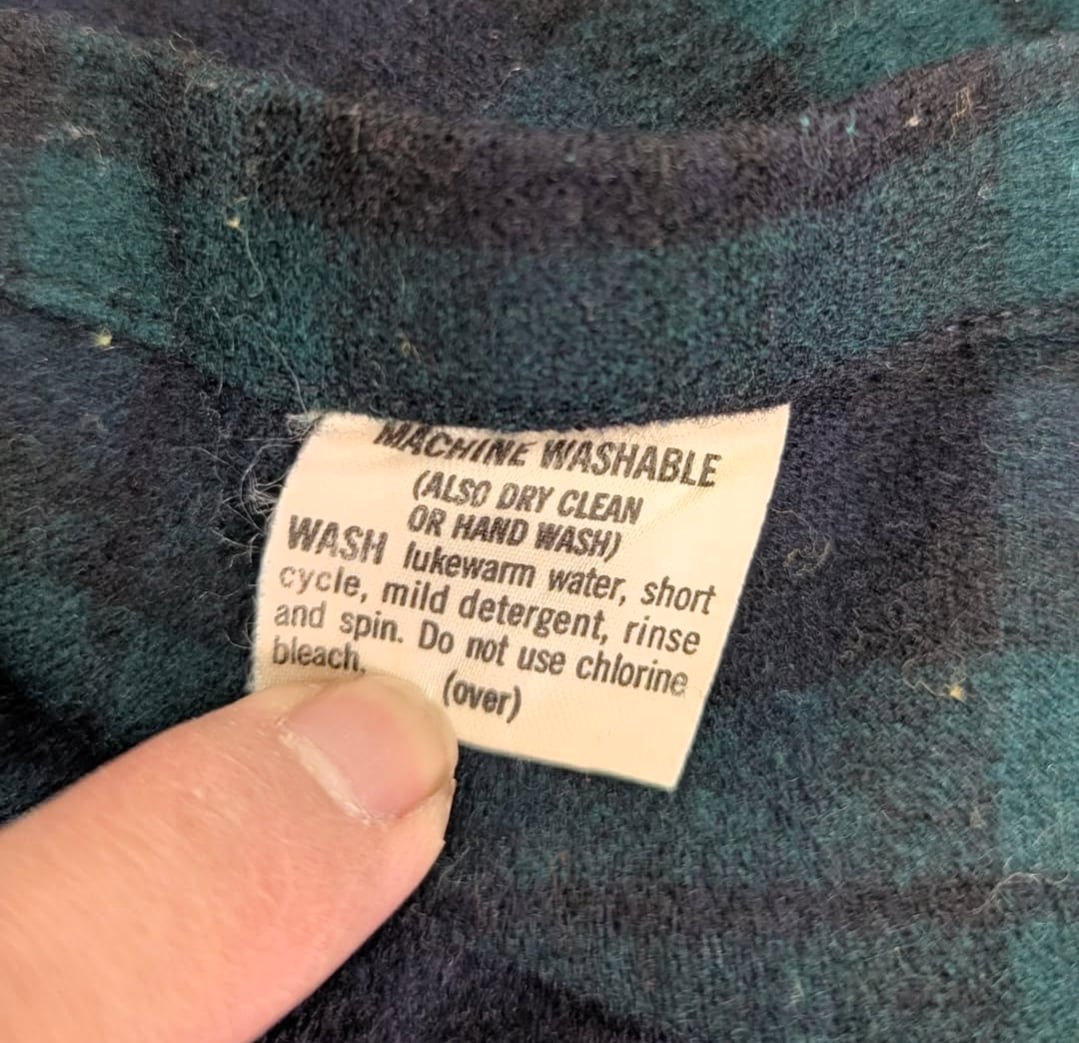 MACHINE WASHABLE
(ALSO DRY CLEAN
OR HAND WASH)
WASH lukewarm water, short
cycle, mild detergent, rinse
and spin. Do not use chlorine
bleach.
(over)